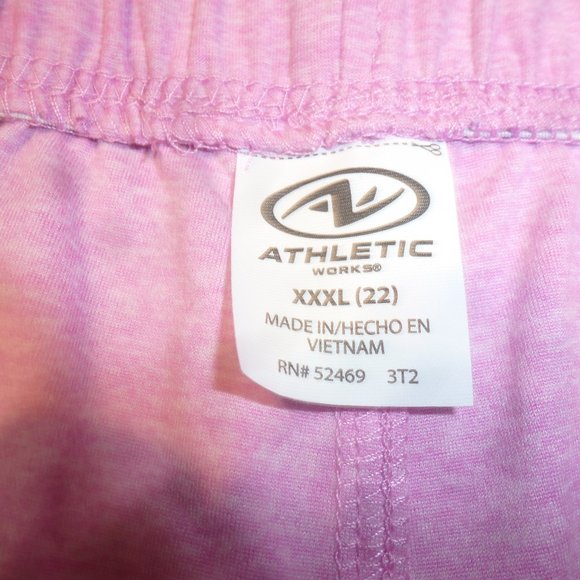 ATHLETIC
WORKS®
XXXL (22)
MADE IN/HECHO EN
VIETNAM
RN# 52469 3T2